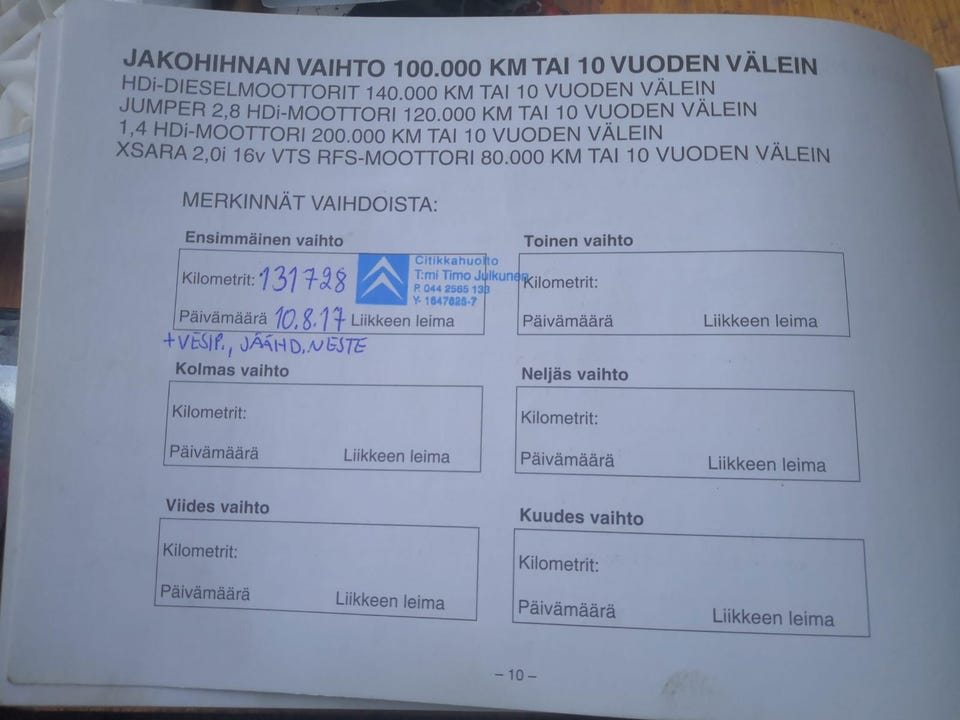 JAKOHIHNAN VAIHTO 100.000 KM TAI 10 VUODEN VÄLEIN
HDi-DIESELMOOTTORIT 140.000 KM TAI 10 VUODEN VÄLEIN
JUMPER 2,8 HDi-MOOTTORI 120.000 KM TAI 10 VUODEN VÄLEIN
1,4 HDi-MOOTTORI 200.000 KM TAI 10 VUODEN VÄLEIN
XSARA 2,0i 16v VTS RFS-MOOTTORI 80.000 KM TAI 10 VUODEN VÄLEIN
MERKINNÄT VAIHDOISTA:
Ensimmäinen vaihto
Kilometrit: 131728
Citikkahuolto
T:mi Timo Julkunen
P. 044 2585 133
Y- 1647625-7
Päivämäärä 10.8.17 Liikkeen leima
+VESIP., JÄÄHD.NESTE
Toinen vaihto
Kilometrit:
Päivämäärä Liikkeen leima
Kolmas vaihto
Kilometrit:
Päivämäärä Liikkeen leima
Neljäs vaihto
Kilometrit:
Päivämäärä Liikkeen leima
Viides vaihto
Kilometrit:
Päivämäärä Liikkeen leima
Kuudes vaihto
Kilometrit:
Päivämäärä Liikkeen leima
– 10 –